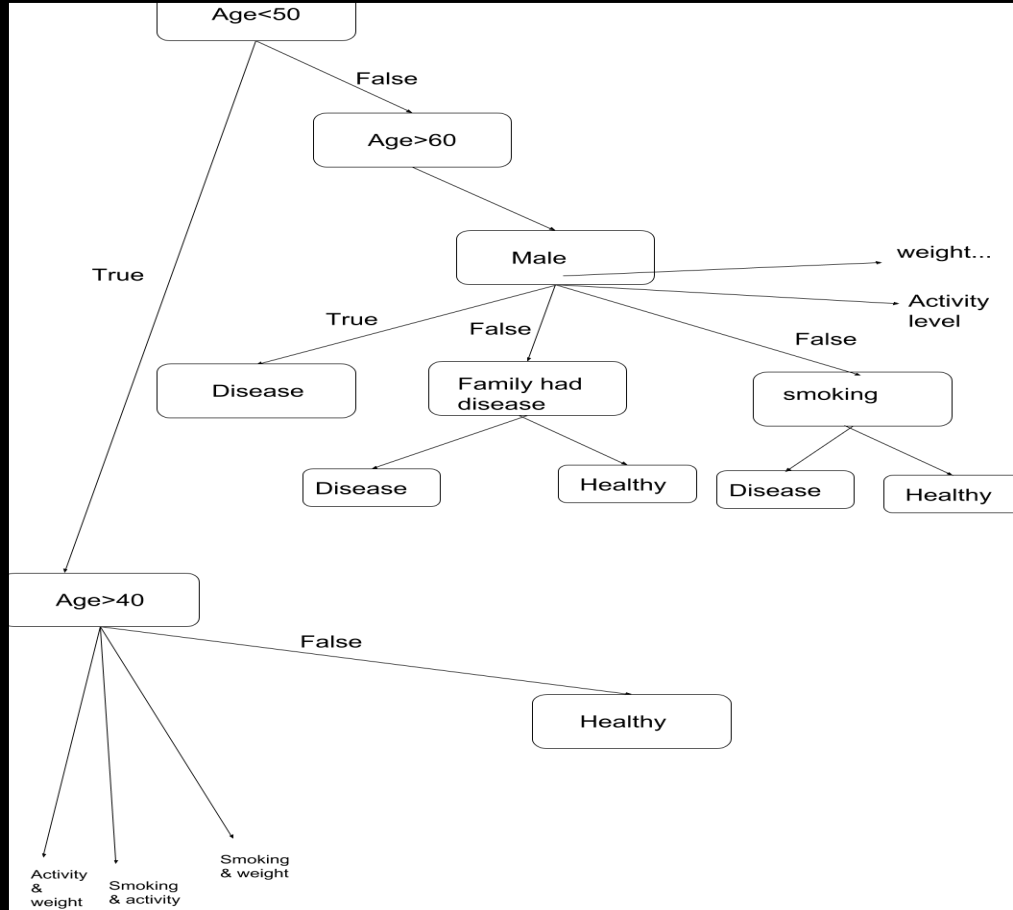 Age<50
False
Age>60
True
Male
weight...
Activity
level
True
False
False
Disease
Family had
disease
smoking
Disease
Healthy
Disease
Healthy
Age>40
False
Healthy
Activity
&
weight
Smoking
& activity
Smoking
& weight